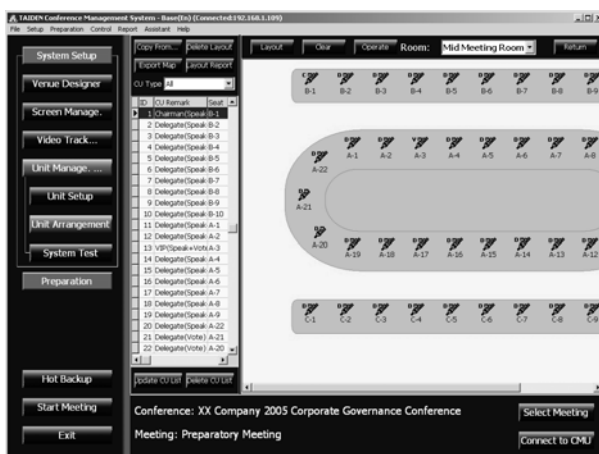 TAIDEN Conference Management System - Base(En) (Connected:192.168.1.109)
File Setup Preparation Control Report Assistant Help
System Setup
Venue Designer
Screen Manage.
Video Track...
Unit Manage. ...
Unit Setup
Unit Arrangement
System Test
Preparation
Hot Backup
Start Meeting
Exit
Copy From... Delete Layout
Export Map Layout Report
CU Type All
ID CU Remark Seat
1 Chairman(Speak B-1
2 Delegate(Speak B-2
3 Delegate(Speak B-3
4 Delegate(Speak B-4
5 Delegate(Speak B-5
6 Delegate(Speak B-6
7 Delegate(Speak B-7
8 Delegate(Speak B-8
9 Delegate(Speak B-9
10 Delegate(Speak B-10
11 Delegate(Speak A-1
12 Delegate(Speak A-2
13 VIP(Speak+Vote A-3
14 Delegate(Speak A-4
15 Delegate(Speak A-5
16 Delegate(Speak A-6
17 Delegate(Speak A-7
18 Delegate(Speak A-8
19 Delegate(Speak A-9
20 Delegate(Speak A-22
21 Delegate(Vote) A-21
22 Delegate(Vote) A-20
Update CU List Delete CU List
Layout Clear Operate Room: Mid Meeting Room Return
B-1 B-2 B-3 B-4 B-5 B-6 B-7 B-8 B-9
A-1 A-2 A-3 A-4 A-5 A-6 A-7 A-8
A-22
A-21
A-20
A-19 A-18 A-17 A-16 A-15 A-14 A-13 A-12
C-1 C-2 C-3 C-4 C-5 C-6 C-7 C-8 C-9
Conference: XX Company 2005 Corporate Governance Conference
Meeting: Preparatory Meeting
Select Meeting
Connect to CMU